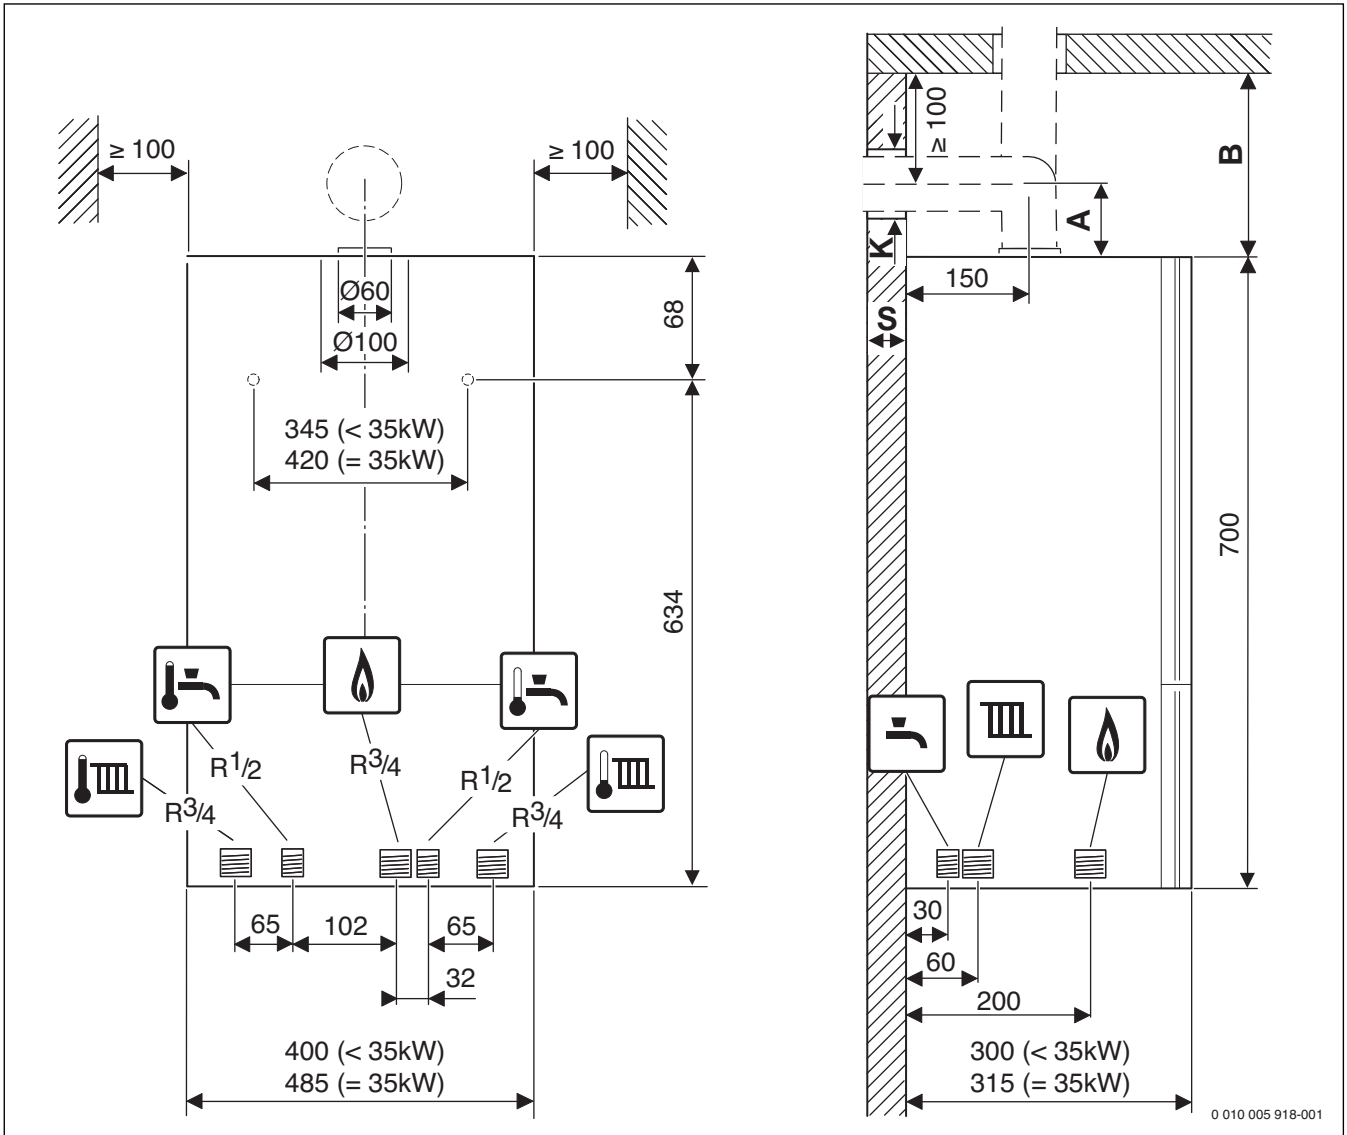 ≥ 100
≥ 100
Ø60
Ø100
68
345 (< 35kW)
420 (= 35kW)
634
R1/2
R3/4
R1/2
R3/4
R3/4
65
102
65
32
400 (< 35kW)
485 (= 35kW)
≥ 100
B
A
K
150
S
700
30
60
200
300 (< 35kW)
315 (= 35kW)
0 010 005 918-001